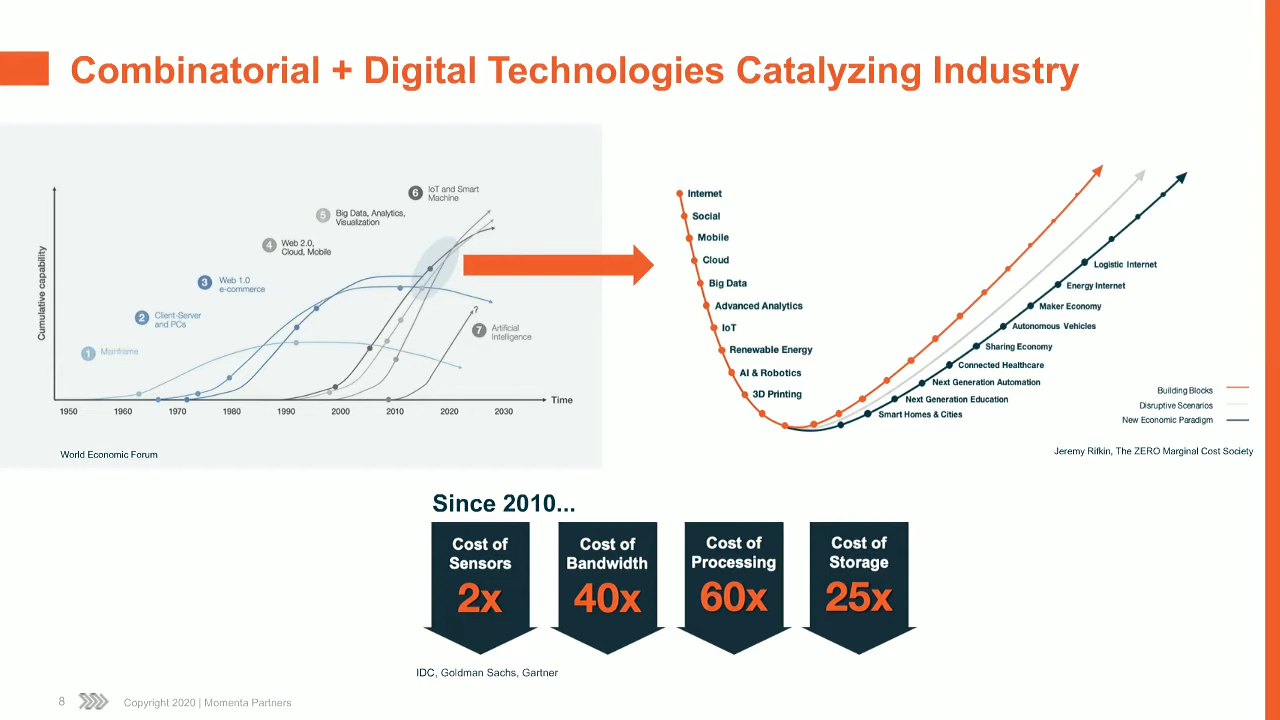 Combinatorial + Digital Technologies Catalyzing Industry
Cumulative capability
1 Mainframe
2 Client-Server
and PCs
3 Web 1.0
e-commerce
4 Web 2.0,
Cloud, Mobile
5 Big Data, Analytics,
Visualization
6 IoT and Smart
Machine
?
7 Artificial
Intelligence
1950 1960 1970 1980 1990 2000 2010 2020 2030
Time
World Economic Forum
Internet
Social
Mobile
Cloud
Big Data
Advanced Analytics
IoT
Renewable Energy
AI & Robotics
3D Printing
Logistic Internet
Energy Internet
Maker Economy
Autonomous Vehicles
Sharing Economy
Connected Healthcare
Next Generation Automation
Next Generation Education
Smart Homes & Cities
Building Blocks
Disruptive Scenarios
New Economic Paradigm
Jeremy Rifkin, The ZERO Marginal Cost Society
Since 2010...
Cost of
Sensors
2x
Cost of
Bandwidth
40x
Cost of
Processing
60x
Cost of
Storage
25x
IDC, Goldman Sachs, Gartner
8
Copyright 2020 | Momenta Partners